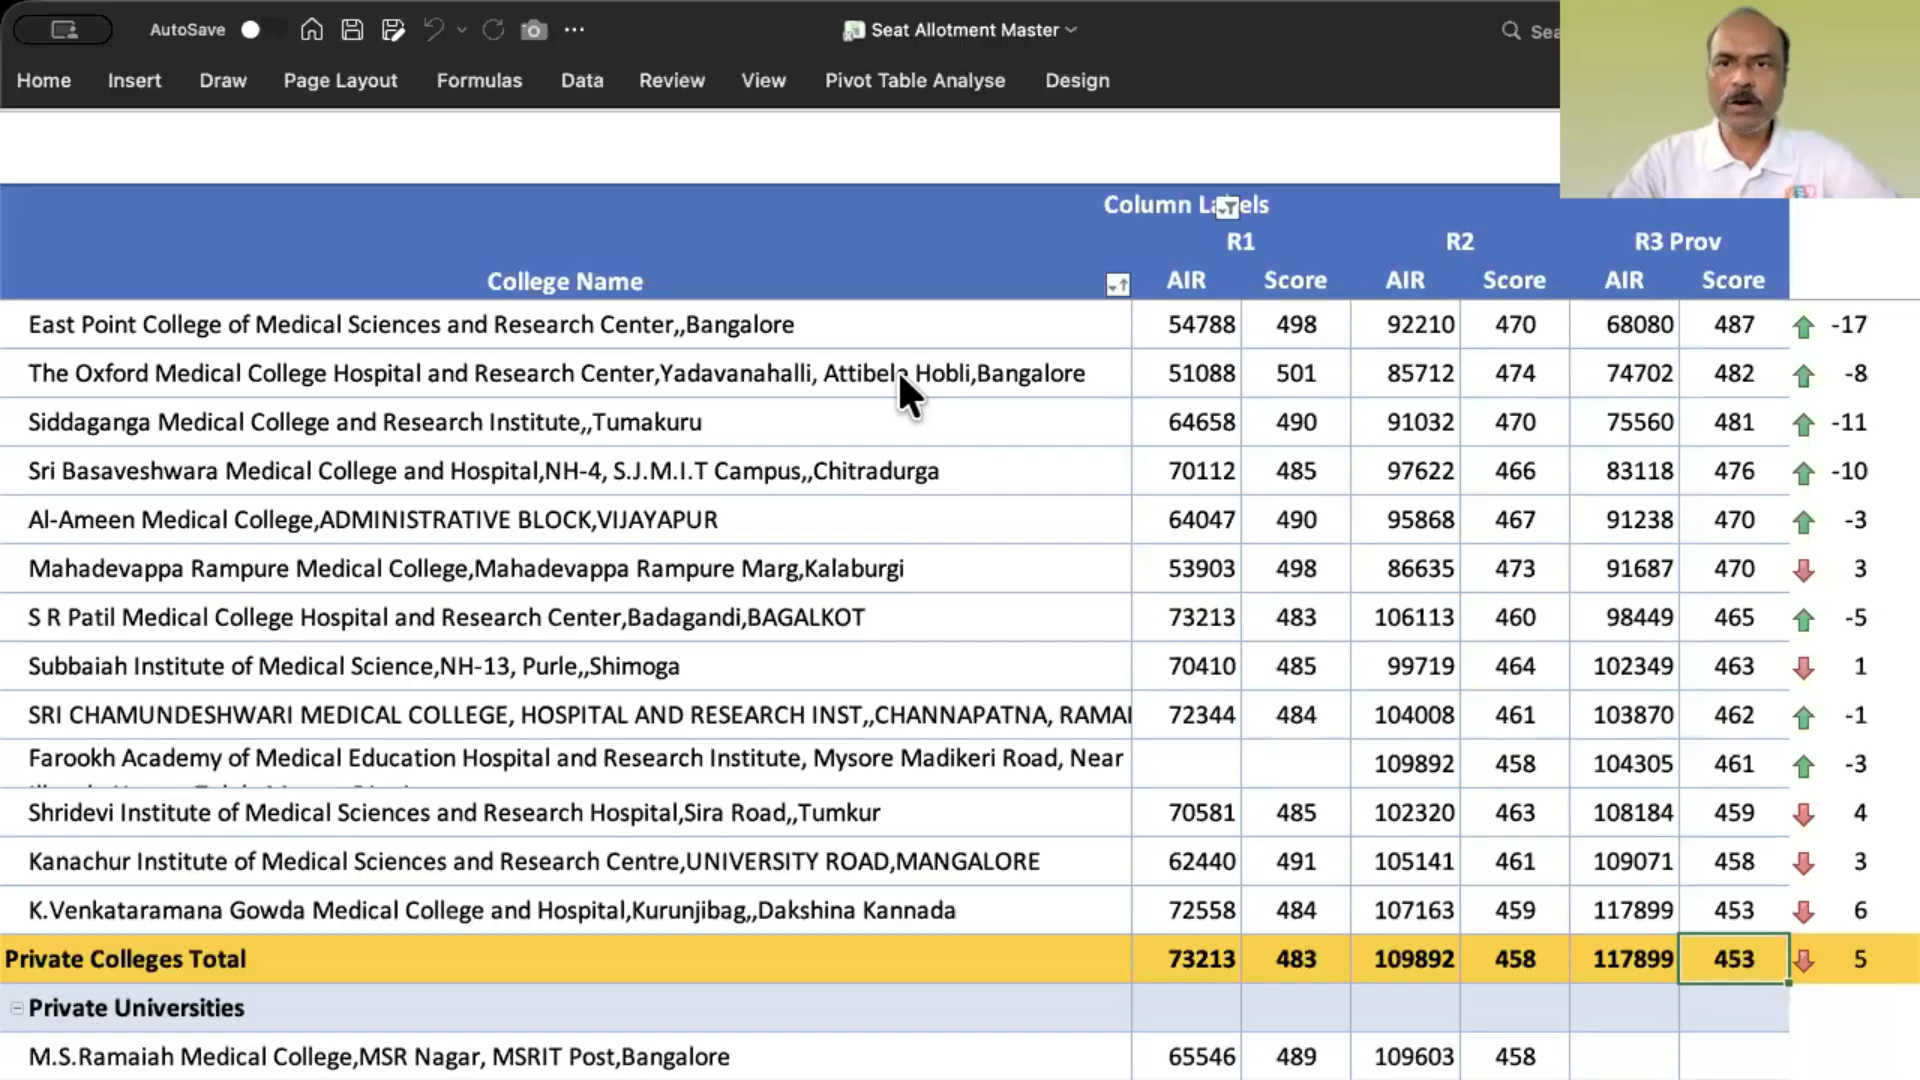 AutoSave
Seat Allotment Master
Sea
Home Insert Draw Page Layout Formulas Data Review View Pivot Table Analyse Design
Column Labels
R1 R2 R3 Prov
College Name AIR Score AIR Score AIR Score
East Point College of Medical Sciences and Research Center,,Bangalore 54788 498 92210 470 68080 487 -17
The Oxford Medical College Hospital and Research Center,Yadavanahalli, Attibele Hobli,Bangalore 51088 501 85712 474 74702 482 -8
Siddaganga Medical College and Research Institute,,Tumakuru 64658 490 91032 470 75560 481 -11
Sri Basaveshwara Medical College and Hospital,NH-4, S.J.M.I.T Campus,,Chitradurga 70112 485 97622 466 83118 476 -10
Al-Ameen Medical College,ADMINISTRATIVE BLOCK,VIJAYAPUR 64047 490 95868 467 91238 470 -3
Mahadevappa Rampure Medical College,Mahadevappa Rampure Marg,Kalaburgi 53903 498 86635 473 91687 470 3
S R Patil Medical College Hospital and Research Center,Badagandi,BAGALKOT 73213 483 106113 460 98449 465 -5
Subbaiah Institute of Medical Science,NH-13, Purle,,Shimoga 70410 485 99719 464 102349 463 1
SRI CHAMUNDESHWARI MEDICAL COLLEGE, HOSPITAL AND RESEARCH INST,,CHANNAPATNA, RAMAI 72344 484 104008 461 103870 462 -1
Farookh Academy of Medical Education Hospital and Research Institute, Mysore Madikeri Road, Near 109892 458 104305 461 -3
Shridevi Institute of Medical Sciences and Research Hospital,Sira Road,,Tumkur 70581 485 102320 463 108184 459 4
Kanachur Institute of Medical Sciences and Research Centre,UNIVERSITY ROAD,MANGALORE 62440 491 105141 461 109071 458 3
K.Venkataramana Gowda Medical College and Hospital,Kurunjibag,,Dakshina Kannada 72558 484 107163 459 117899 453 6
Private Colleges Total 73213 483 109892 458 117899 453 5
Private Universities
M.S.Ramaiah Medical College,MSR Nagar, MSRIT Post,Bangalore 65546 489 109603 458